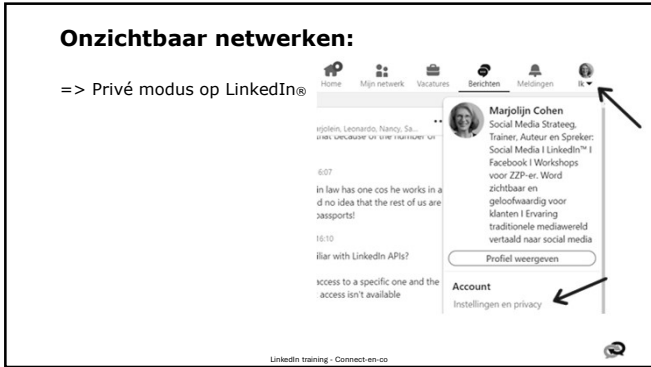 Onzichtbaar netwerken:
=> Privé modus op LinkedIn®
Home Mijn netwerk Vacatures Berichten Meldingen Ik
Leonardo, Nancy, Sa...
that because of the number of
6:07
in law has one cos he works in a
d no idea that the rest of us are
passports!
16:10
iliar with LinkedIn APIs?
access to a specific one and the
access isn't available
Marjolijn Cohen
Social Media Strateeg,
Trainer, Auteur en Spreker:
Social Media I LinkedIn™ I
Facebook I Workshops
voor ZZP-er. Word
zichtbaar en
geloofwaardig voor
klanten I Ervaring
traditionele mediawereld
vertaald naar social media
Profiel weergeven
Account
Instellingen en privacy
LinkedIn training - Connect-en-co